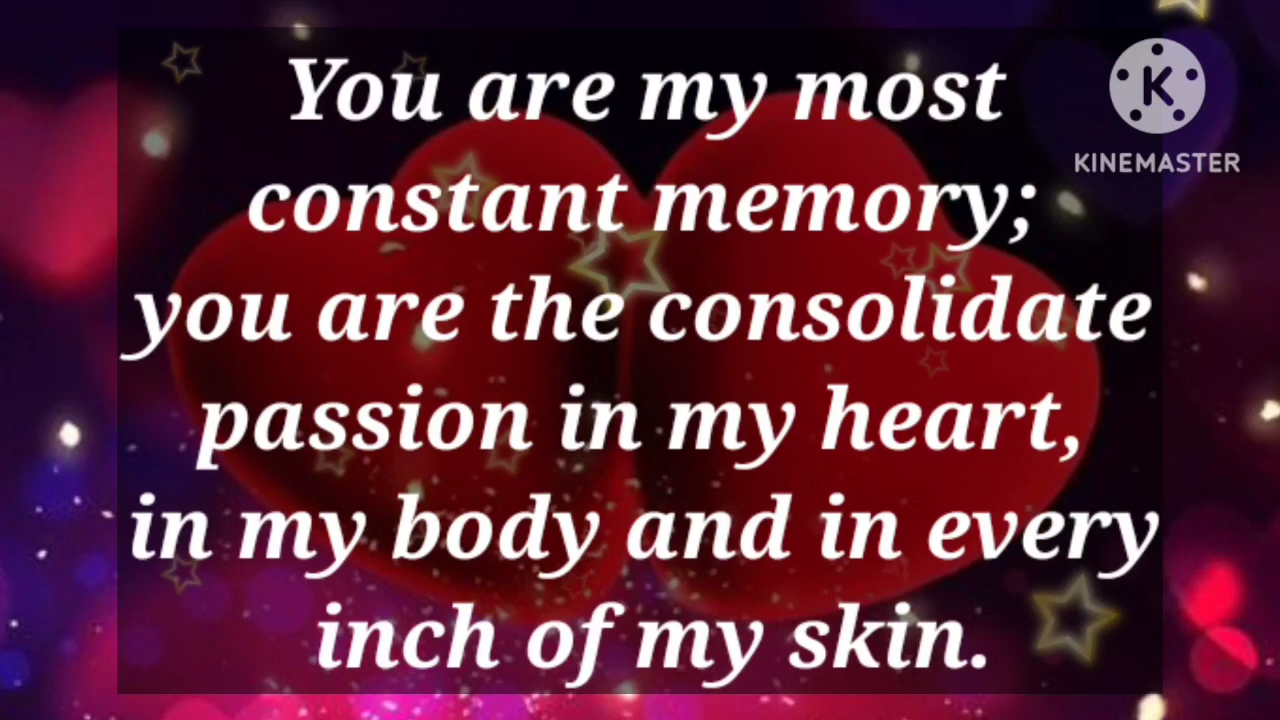 You are my most
constant memory;
you are the consolidate
passion in my heart,
in my body and in every
inch of my skin.
K
KINEMASTER